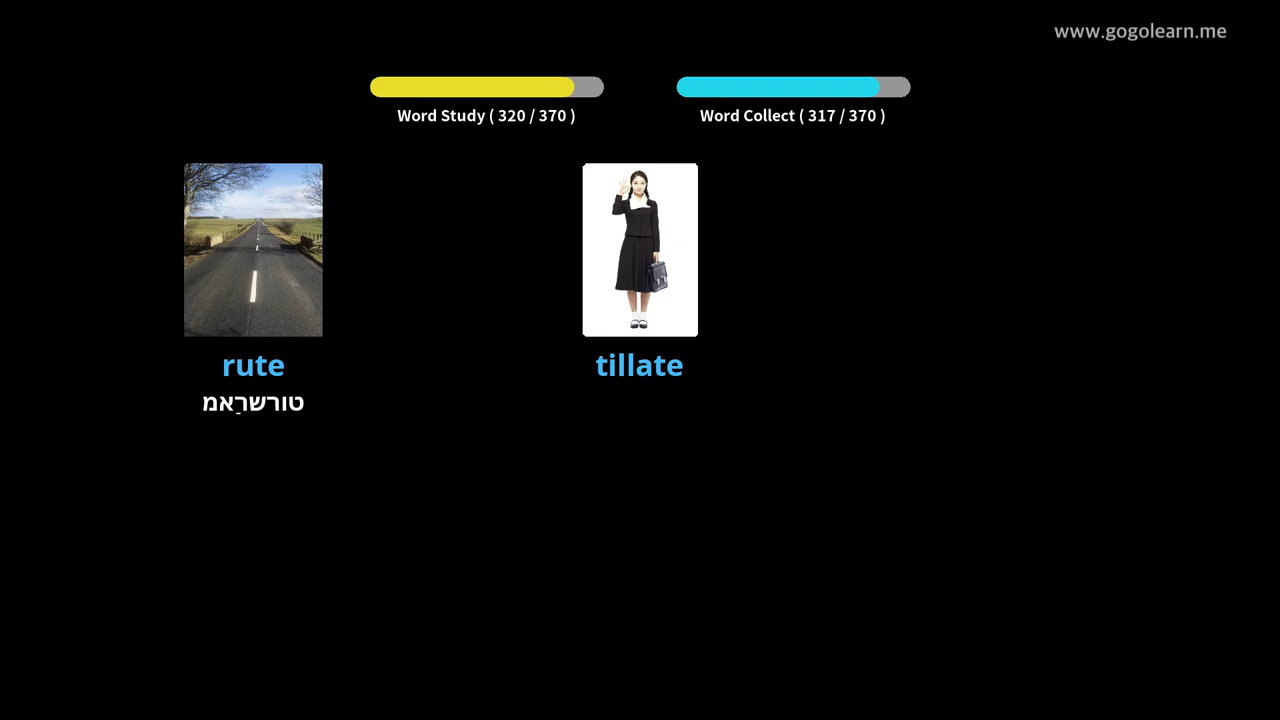 www.gogolearn.me
Word Study ( 320 / 370 )
Word Collect ( 317 / 370 )
rute
טורשרַאמ
tillate